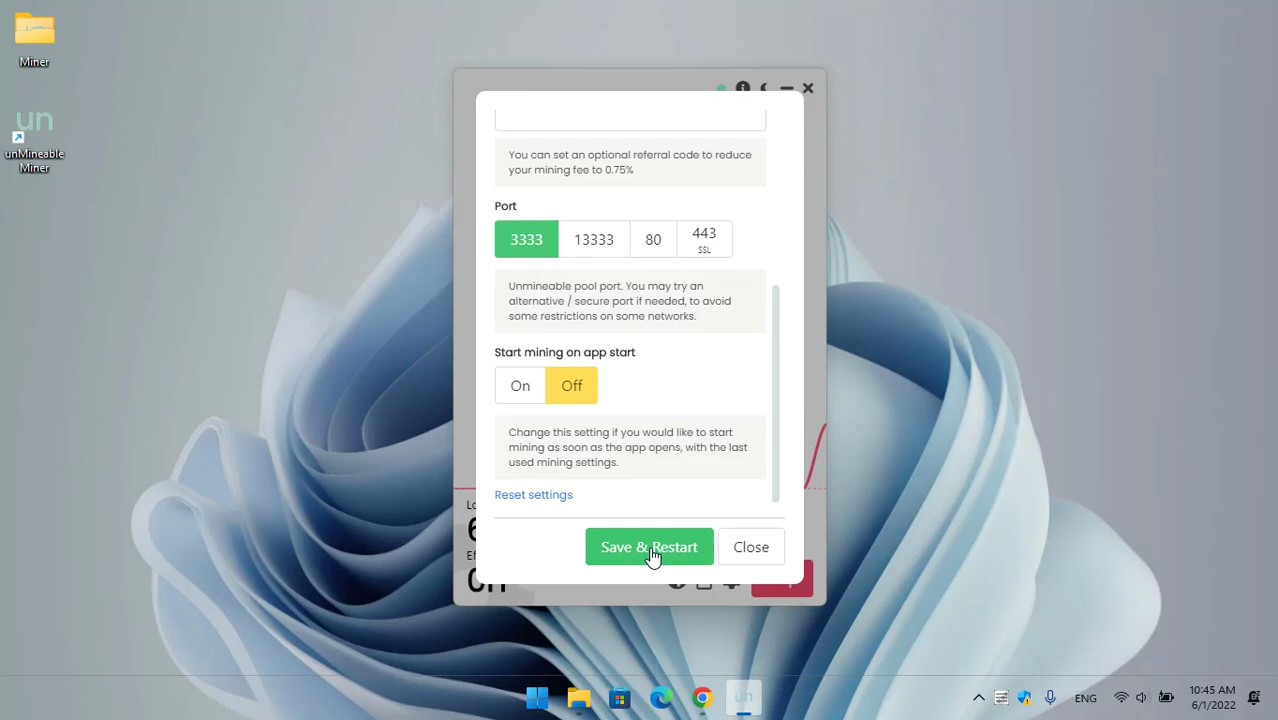 Miner
un
unMineable
Miner
You can set an optional referral code to reduce
your mining fee to 0.75%
Port
3333
13333
80
443
SSL
Unmineable pool port. You may try an
alternative / secure port if needed, to avoid
some restrictions on some networks.
Start mining on app start
On
Off
Change this setting if you would like to start
mining as soon as the app opens, with the last
used mining settings.
Reset settings
Save & Restart
Close
un
ENG
10:45 AM
6/1/2022